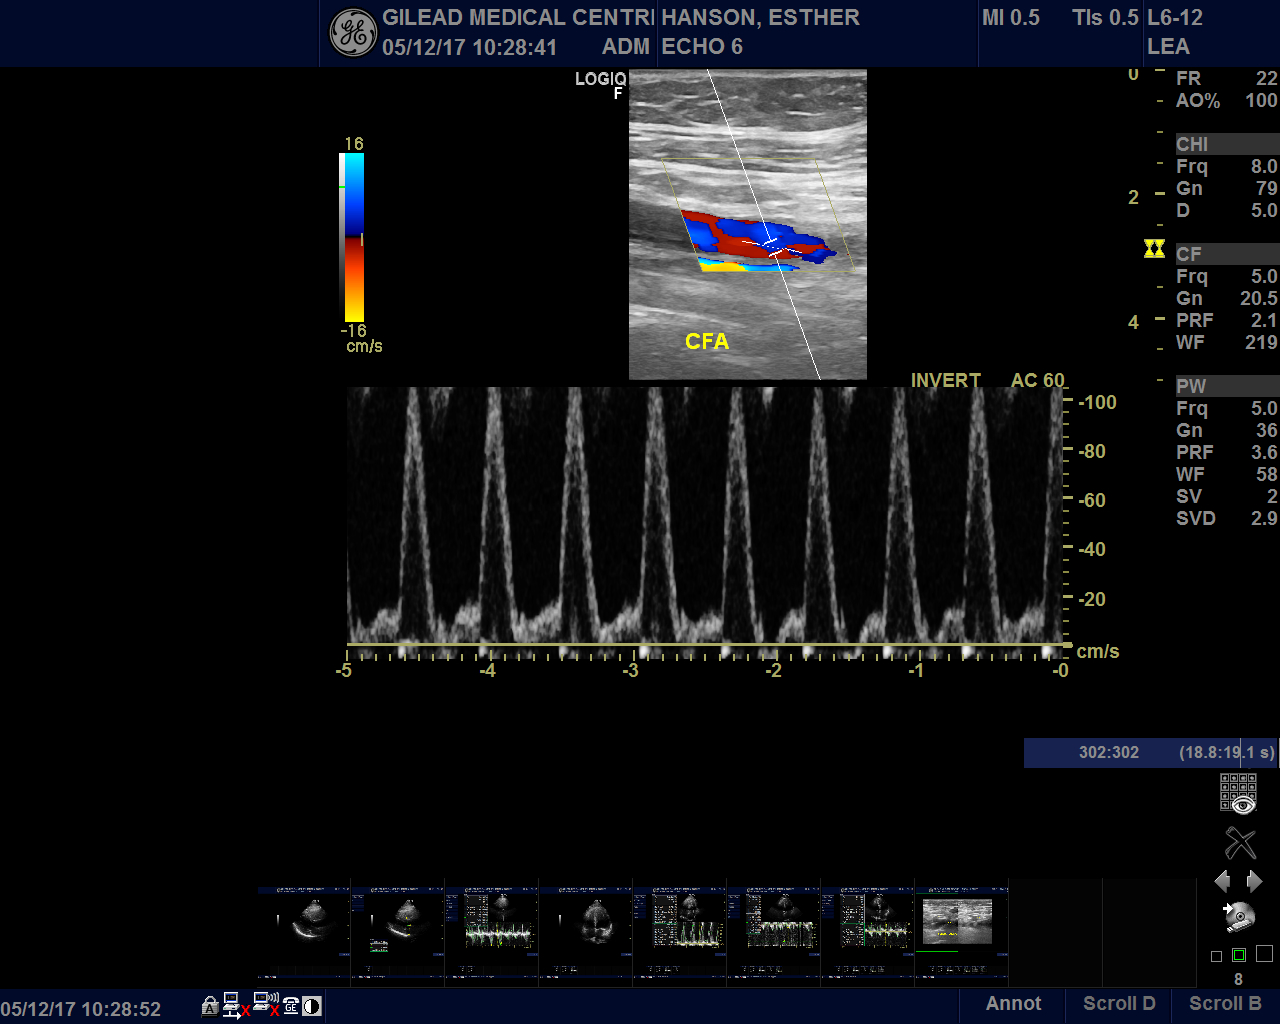 GILEAD MEDICAL CENTR
HANSON, ESTHER
MI 0.5
TIs 0.5
L6-12
05/12/17 10:28:41
ADM
ECHO 6
LEA
LOGIQ
F
0
2
4
FR 22
AO% 100
CHI
Frq 8.0
Gn 79
D 5.0
CF
Frq 5.0
Gn 20.5
PRF 2.1
WF 219
PW
Frq 5.0
Gn 36
PRF 3.6
WF 58
SV 2
SVD 2.9
16
-16
cm/s
CFA
INVERT
AC 60
-100
-80
-60
-40
-20
cm/s
-5 -4 -3 -2 -1 -0
302:302 (18.8:19.1 s)
8
05/12/17 10:28:52
A
GE
Annot
Scroll D
Scroll B